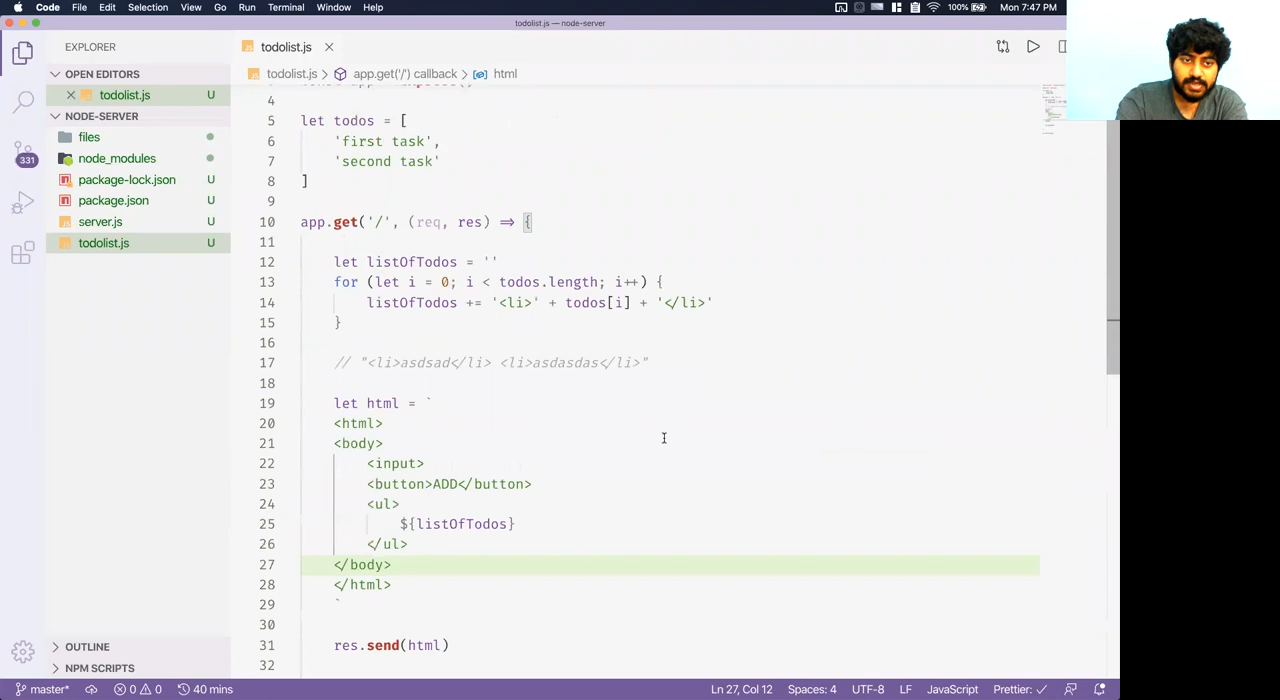 Code File Edit Selection View Go Run Terminal Window Help 100% Mon 7:47 PM
todolist.js — node-server
EXPLORER
todolist.js
OPEN EDITORS
todolist.js U
NODE-SERVER
files
node_modules
package-lock.json U
package.json U
server.js U
todolist.js U
331
OUTLINE
NPM SCRIPTS
todolist.js > app.get('/') callback > html
4
5 let todos = [
6 'first task',
7 'second task'
8 ]
9
10 app.get('/', (req, res) => {
11
12 let listOfTodos = ''
13 for (let i = 0; i < todos.length; i++) {
14 listOfTodos += '<li>' + todos[i] + '</li>'
15 }
16
17 // "<li>asdsad</li> <li>asdasdas</li>"
18
19 let html = `
20 <html>
21 <body>
22 <input>
23 <button>ADD</button>
24 <ul>
25 ${listOfTodos}
26 </ul>
27 </body>
28 </html>
29 `
30
31 res.send(html)
32
master* 0 0 40 mins Ln 27, Col 12 Spaces: 4 UTF-8 LF JavaScript Prettier: ✓